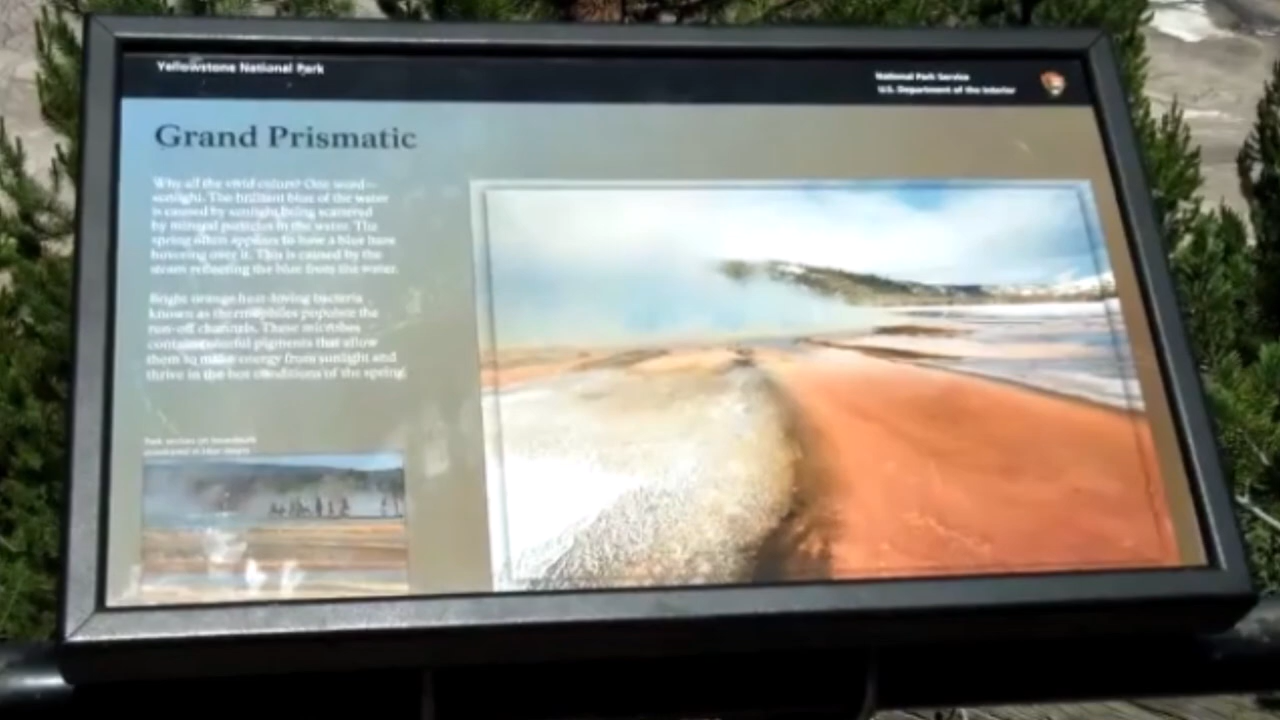 Yellowstone National Park
National Park Service
U.S. Department of the Interior
Grand Prismatic
Why all the vivid colors? One word—
sunlight. The brilliant blue of the water
is caused by sunlight being scattered
by mineral particles in the water. The
spring often appears to have a blue haze
hovering over it. This is caused by the
steam reflecting the blue from the water.
Bright orange heat-loving bacteria
known as thermophiles populate the
run-off channels. These microbes
contain colorful pigments that allow
them to make energy from sunlight and
thrive in the hot conditions of the spring.
Park visitors on boardwalk